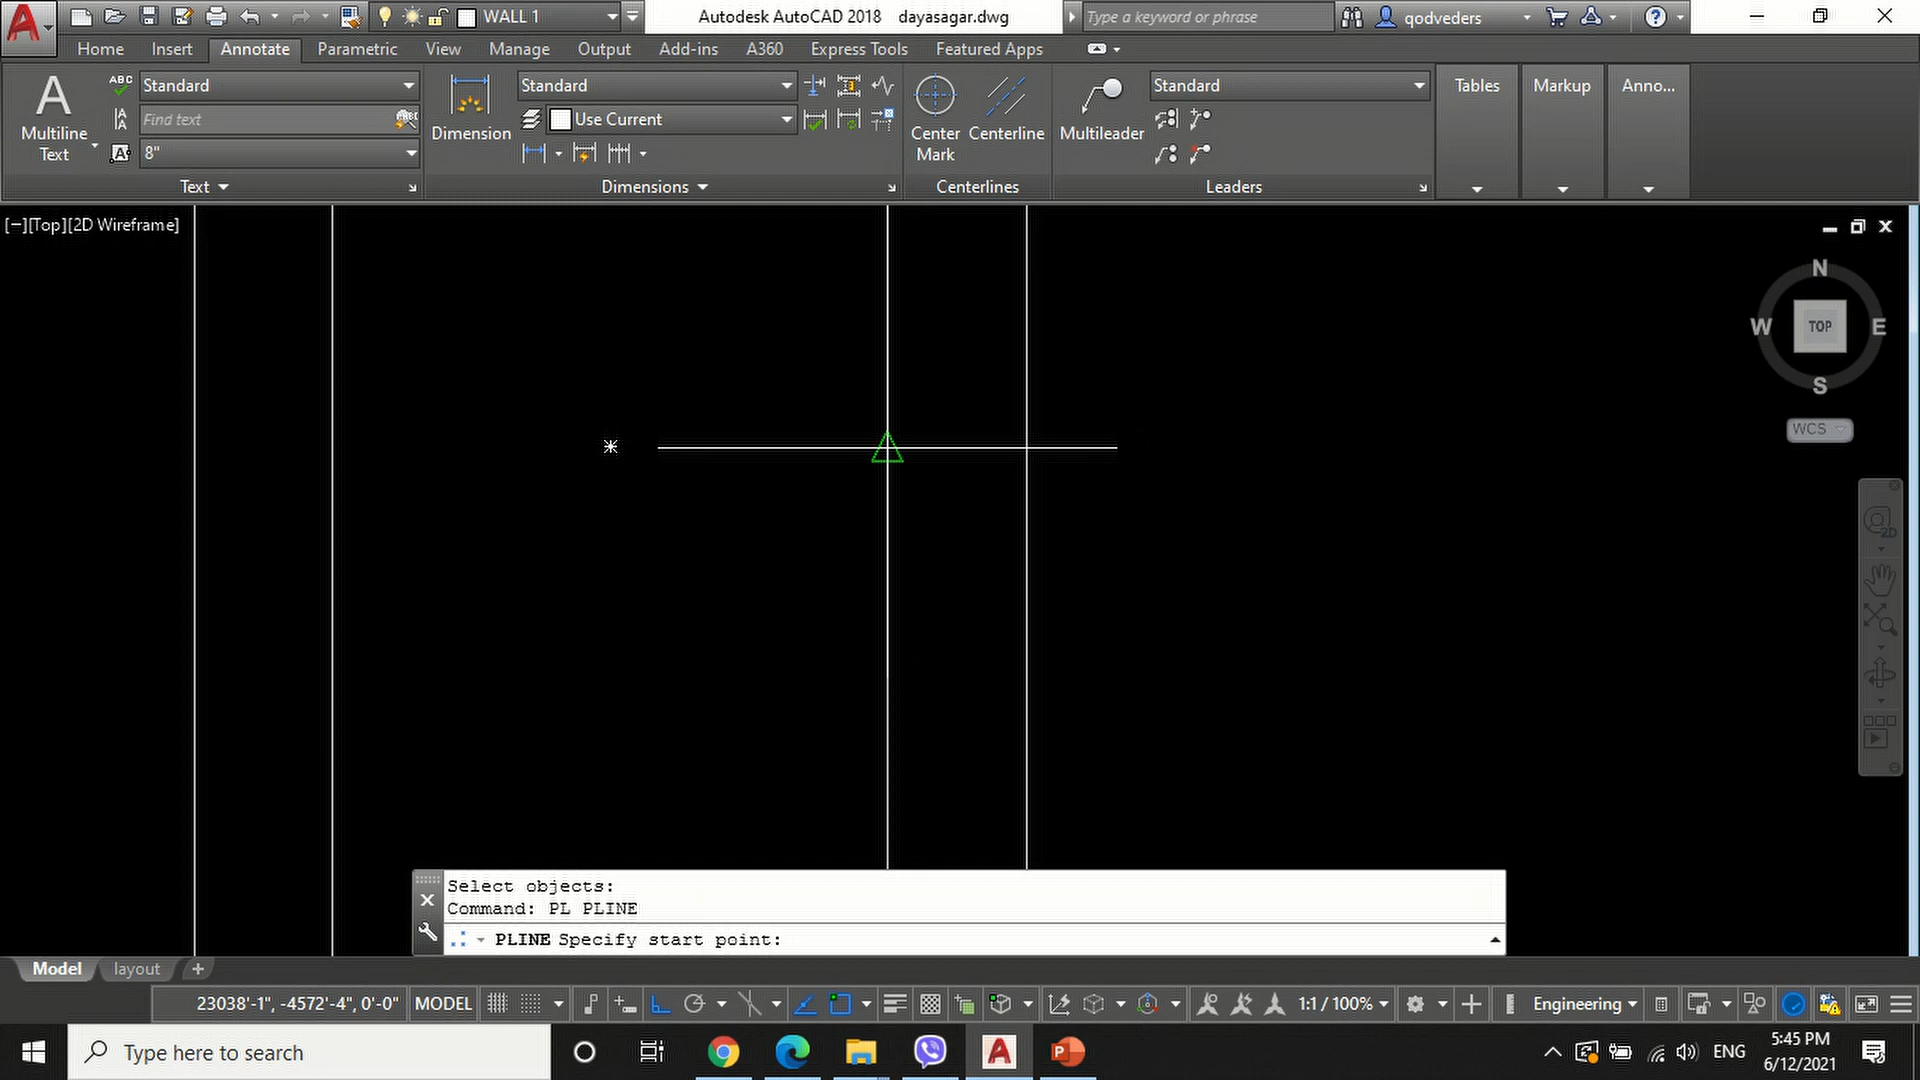 WALL 1
Autodesk AutoCAD 2018 dayasagar.dwg
Type a keyword or phrase
qodveders
Home Insert Annotate Parametric View Manage Output Add-ins A360 Express Tools Featured Apps
Multiline
Text
ABC
Standard
Find text
8"
Text
Dimension
Standard
Use Current
Dimensions
Center
Mark
Centerline
Centerlines
Multileader
Standard
Leaders
Tables
Markup
Anno...
[−][Top][2D Wireframe]
N
W TOP E
S
WCS
2D
Select objects:
Command: PL PLINE
PLINE Specify start point:
Model layout +
23038'-1", -4572'-4", 0'-0" MODEL 1:1 / 100% Engineering
Type here to search
ENG
5:45 PM
6/12/2021